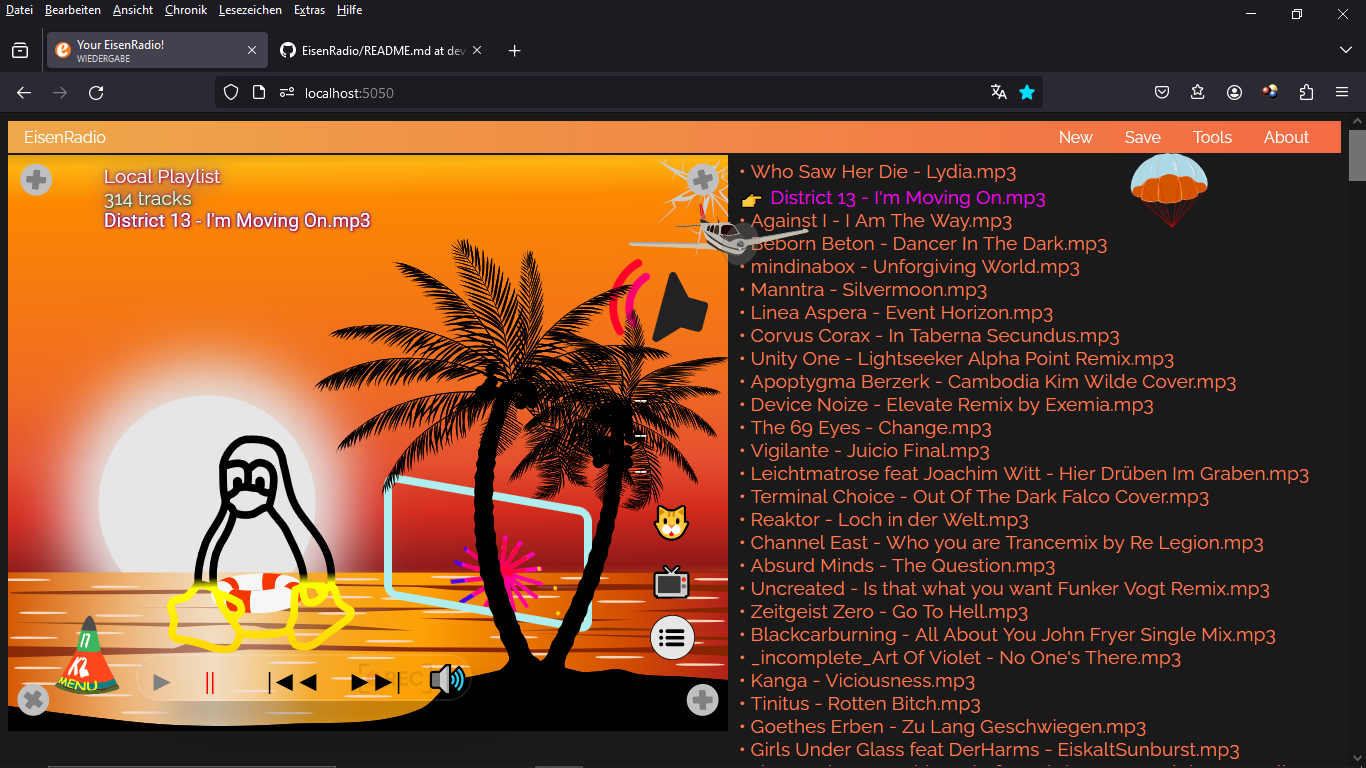 Datei Bearbeiten Ansicht Chronik Lesezeichen Extras Hilfe
Your EisenRadio!
WIEDERGABE
EisenRadio/README.md at dev
localhost:5050
EisenRadio
New Save Tools About
Local Playlist
314 tracks
District 13 - I'm Moving On.mp3
MENU
REC
• Who Saw Her Die - Lydia.mp3
District 13 - I'm Moving On.mp3
• Against I - I Am The Way.mp3
• Beborn Beton - Dancer In The Dark.mp3
• mindinabox - Unforgiving World.mp3
• Manntra - Silvermoon.mp3
• Linea Aspera - Event Horizon.mp3
• Corvus Corax - In Taberna Secundus.mp3
• Unity One - Lightseeker Alpha Point Remix.mp3
• Apoptygma Berzerk - Cambodia Kim Wilde Cover.mp3
• Device Noize - Elevate Remix by Exemia.mp3
• The 69 Eyes - Change.mp3
• Vigilante - Juicio Final.mp3
• Leichtmatrose feat Joachim Witt - Hier Drüben Im Graben.mp3
• Terminal Choice - Out Of The Dark Falco Cover.mp3
• Reaktor - Loch in der Welt.mp3
• Channel East - Who you are Trancemix by Re Legion.mp3
• Absurd Minds - The Question.mp3
• Uncreated - Is that what you want Funker Vogt Remix.mp3
• Zeitgeist Zero - Go To Hell.mp3
• Blackcarburning - All About You John Fryer Single Mix.mp3
• _incomplete_Art Of Violet - No One's There.mp3
• Kanga - Viciousness.mp3
• Tinitus - Rotten Bitch.mp3
• Goethes Erben - Zu Lang Geschwiegen.mp3
• Girls Under Glass feat DerHarms - EiskaltSunburst.mp3